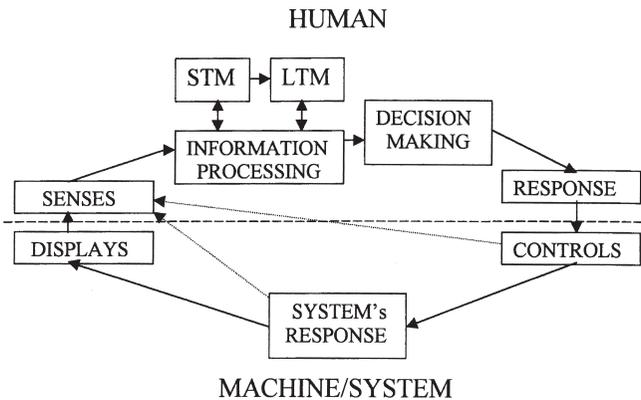 HUMAN
STM
LTM
INFORMATION
PROCESSING
DECISION
MAKING
SENSES
RESPONSE
DISPLAYS
CONTROLS
SYSTEM's
RESPONSE
MACHINE/SYSTEM